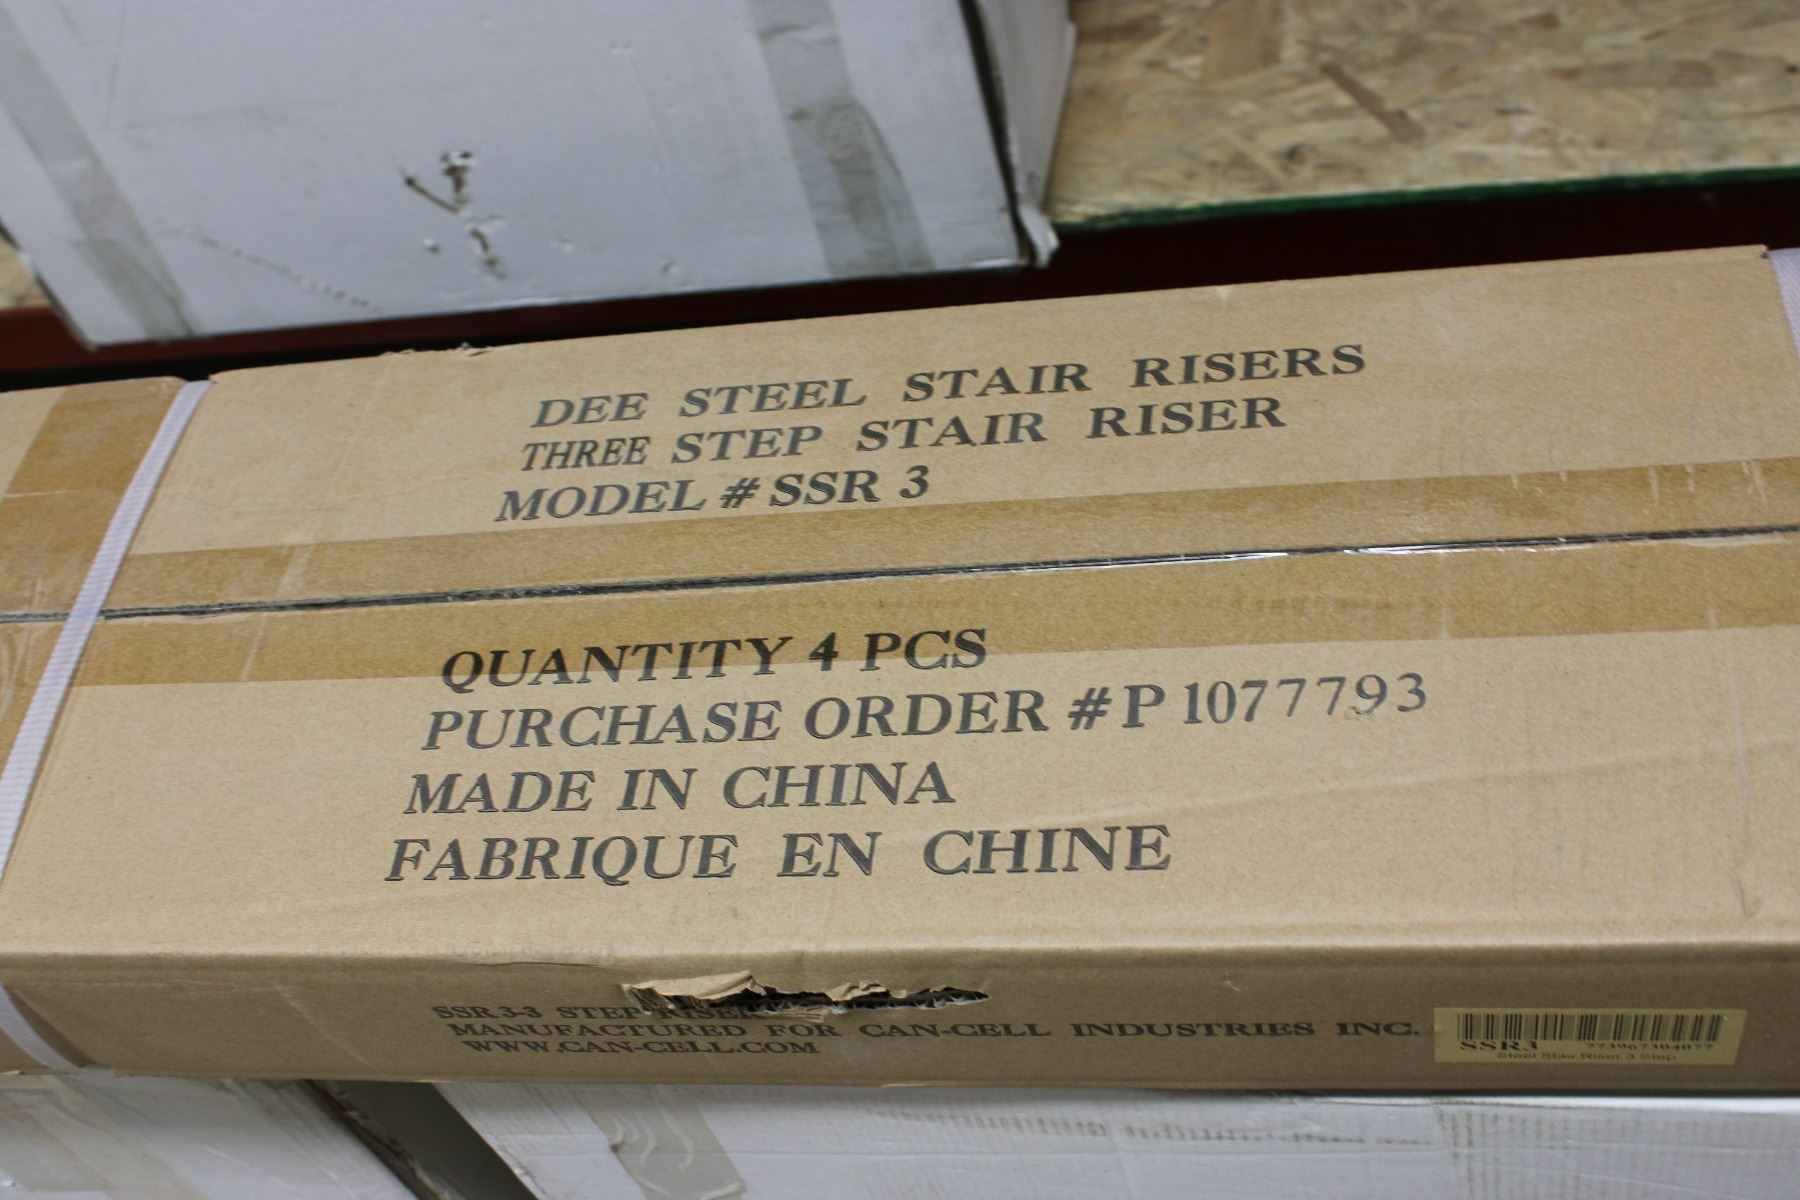 DEE STEEL STAIR RISERS
THREE STEP STAIR RISER
MODEL # SSR 3
QUANTITY 4 PCS
PURCHASE ORDER #P1077793
MADE IN CHINA
FABRIQUE EN CHINE
SSR 3-3 STEP RISER
MANUFACTURED FOR CAN-CELL INDUSTRIES INC.
WWW.CAN-CELL.COM
SSR3
Steel Stair Riser 3 Step